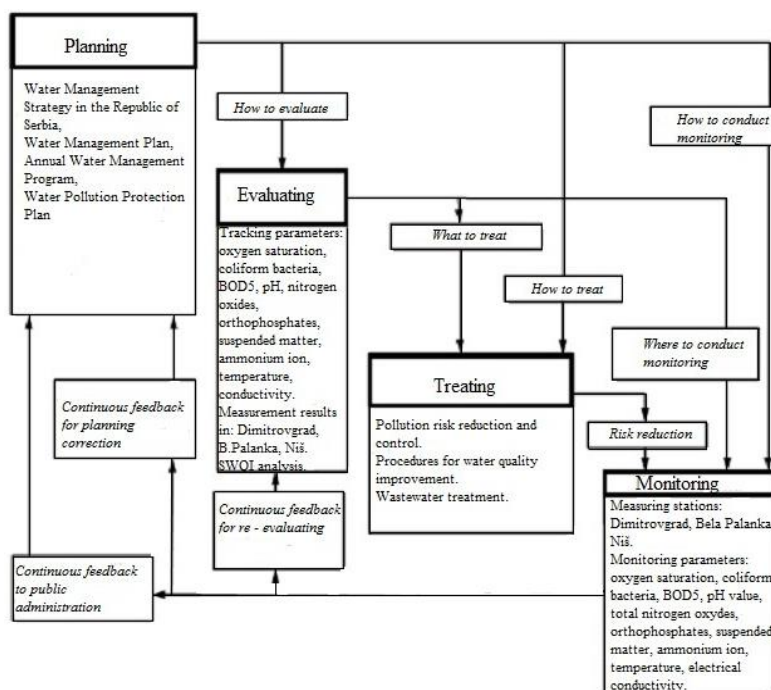 Planning
Water Management
Strategy in the Republic of
Serbia,
Water Management Plan,
Annual Water Management
Program,
Water Pollution Protection
Plan
How to evaluate
How to conduct
monitoring
Evaluating
Tracking parameters:
oxygen saturation,
coliform bacteria,
BOD5, pH, nitrogen
oxides,
orthophosphates,
suspended matter,
ammonium ion,
temperature,
conductivity.
Measurement results
in: Dimitrovgrad,
B.Palanka, Niš.
SWQI analysis.
What to treat
How to treat
Where to conduct
monitoring
Treating
Pollution risk reduction and
control.
Procedures for water quality
improvement.
Wastewater treatment.
Risk reduction
Continuous feedback
for planning
correction
Continuous feedback
for re - evaluating
Continuous feedback
to public
administration
Monitoring
Measuring stations:
Dimitrovgrad, Bela Palanka
Niš.
Monitoring parameters:
oxygen saturation, coliform
bacteria, BOD5, pH value,
total nitrogen oxydes,
orthophosphates, suspended
matter, ammonium ion,
temperature, electrical
conductivity.